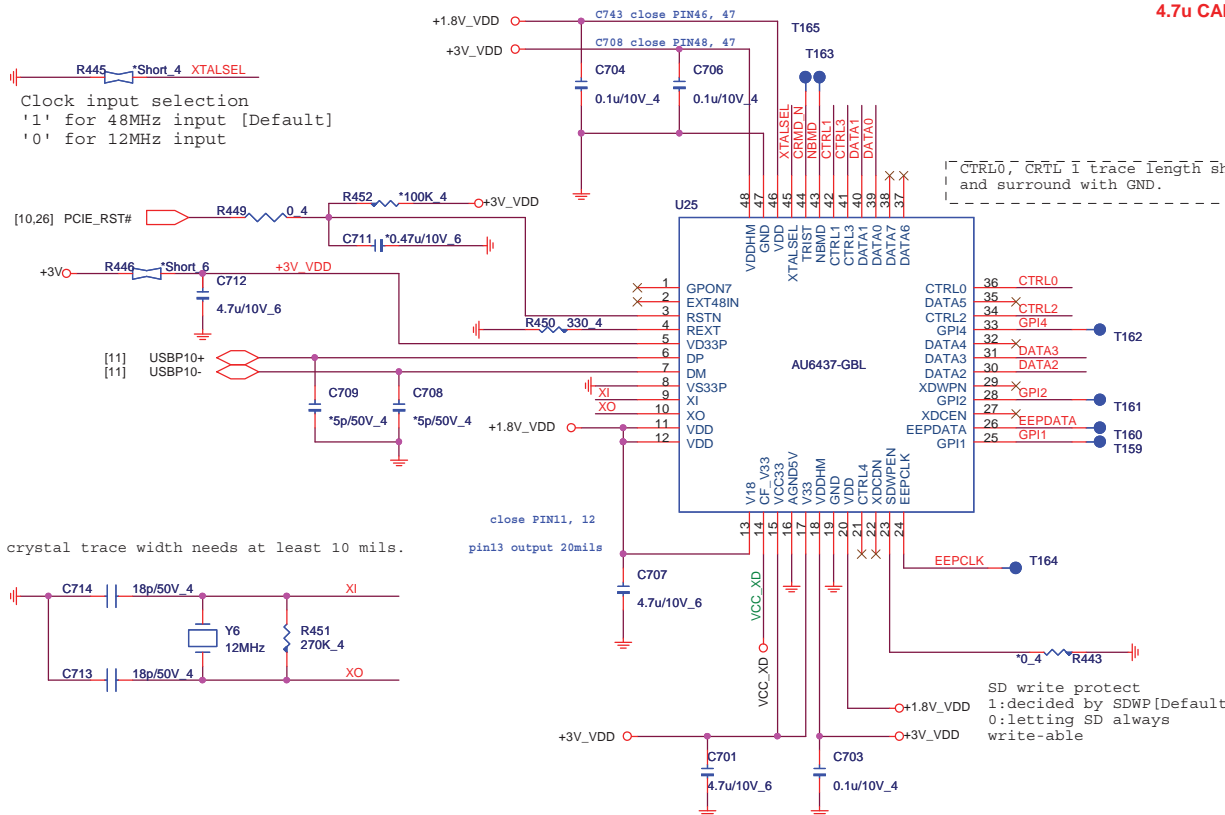 4.7u CA
+1.8V_VDD
C743 close PIN46, 47
T165
+3V_VDD
C708 close PIN48, 47
T163
R445
*Short_4
XTALSEL
C704
0.1u/10V_4
C706
0.1u/10V_4
Clock input selection
'1' for 48MHz input [Default]
'0' for 12MHz input
XTALSEL
CRMD_N
NBMD
CTRL1
CTRL3
DATA1
DATA0
CTRL0, CRTL 1 trace length sh
and surround with GND.
R452
*100K_4
+3V_VDD
[10,26]
PCIE_RST#
R449
0_4
C711
*0.47u/10V_6
U25
48
47
46
45
44
43
42
41
40
39
38
37
VDDHM
GND
VDD
XTALSEL
TRIST
NBMD
CTRL1
CTRL3
DATA1
DATA0
DATA7
DATA6
+3V
R446
*Short_6
+3V_VDD
C712
4.7u/10V_6
R450
330_4
[11]
USBP10+
[11]
USBP10-
C709
*5p/50V_4
C708
*5p/50V_4
XI
XO
+1.8V_VDD
1
GPON7
2
EXT48IN
3
RSTN
4
REXT
5
VD33P
6
DP
7
DM
8
VS33P
9
XI
10
XO
11
VDD
12
VDD
AU6437-GBL
CTRL0
36
CTRL0
DATA5
35
CTRL2
34
CTRL2
GPI4
33
GPI4
T162
DATA4
32
DATA3
31
DATA3
DATA2
30
DATA2
XDWPN
29
GPI2
28
GPI2
T161
XDCEN
27
EEPDATA
26
EEPDATA
T160
GPI1
25
GPI1
T159
V18
CF_V33
VCC33
AGND5V
V33
VDDHM
GND
VDD
CTRL4
XDCDN
SDWPEN
EEPCLK
13
14
15
16
17
18
19
20
21
22
23
24
close PIN11, 12
pin13 output 20mils
C707
4.7u/10V_6
VCC_XD
VCC_XD
EEPCLK
T164
crystal trace width needs at least 10 mils.
C714
18p/50V_4
XI
Y6
12MHz
R451
270K_4
C713
18p/50V_4
XO
*0_4
R443
SD write protect
1:decided by SDWP[Default
0:letting SD always
write-able
+1.8V_VDD
+3V_VDD
+3V_VDD
C701
4.7u/10V_6
C703
0.1u/10V_4